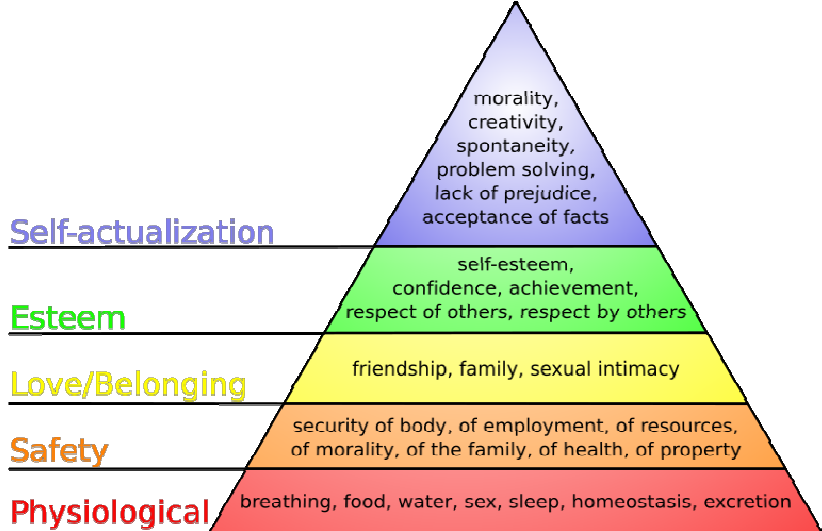 morality,
creativity,
spontaneity,
problem solving,
lack of prejudice,
acceptance of facts
Self-actualization
self-esteem,
confidence, achievement,
respect of others, respect by others
Esteem
friendship, family, sexual intimacy
Love/Belonging
security of body, of employment, of resources,
of morality, of the family, of health, of property
Safety
breathing, food, water, sex, sleep, homeostasis, excretion
Physiological